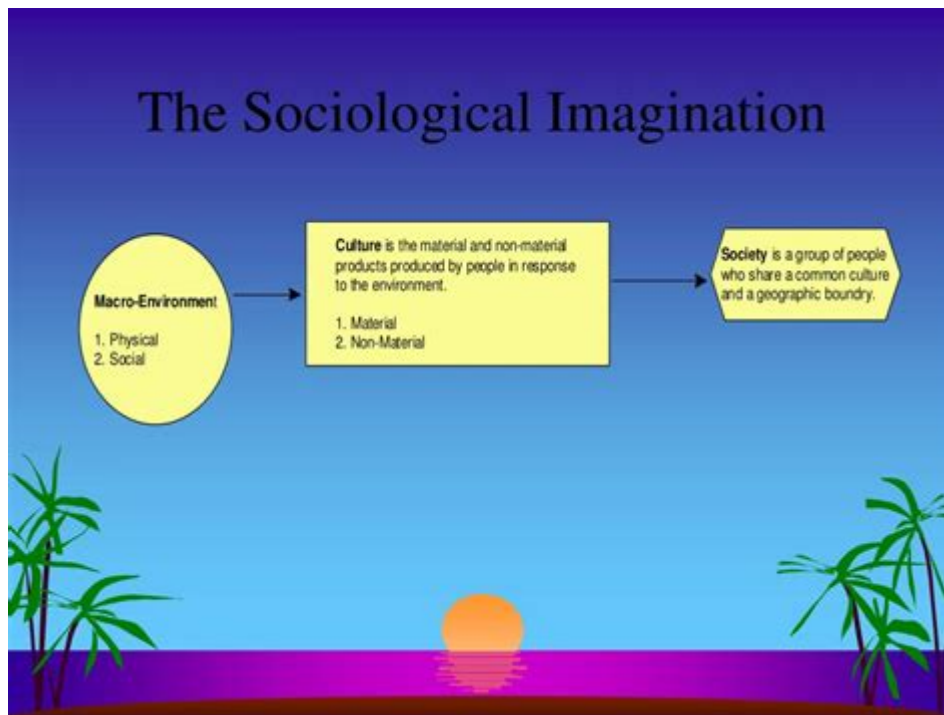 The Sociological Imagination
Macro-Environment
1. Physical
2. Social
Culture is the material and non-material
products produced by people in response
to the environment.
1. Material
2. Non-Material
Society is a group of people
who share a common culture
and a geographic boundry.